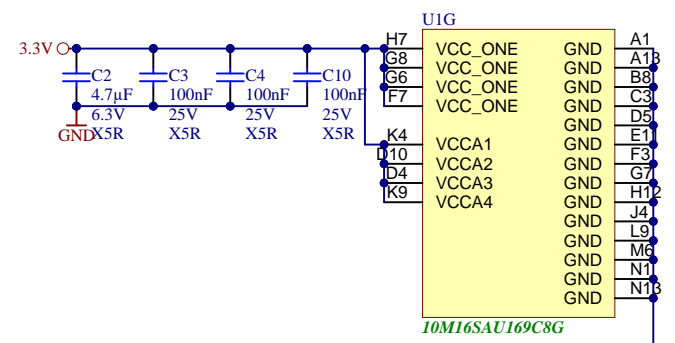 U1G
3.3V
C2
4.7µF
6.3V
X5R
C3
100nF
25V
X5R
C4
100nF
25V
X5R
C10
100nF
25V
X5R
GND
H7 VCC_ONE GND A1
G8 VCC_ONE GND A13
G6 VCC_ONE GND B8
F7 VCC_ONE GND C3
GND D5
K4 VCCA1 GND E11
D10 VCCA2 GND F3
D4 VCCA3 GND G7
K9 VCCA4 GND H12
GND J4
GND L9
GND M6
GND N1
GND N13
10M16SAU169C8G